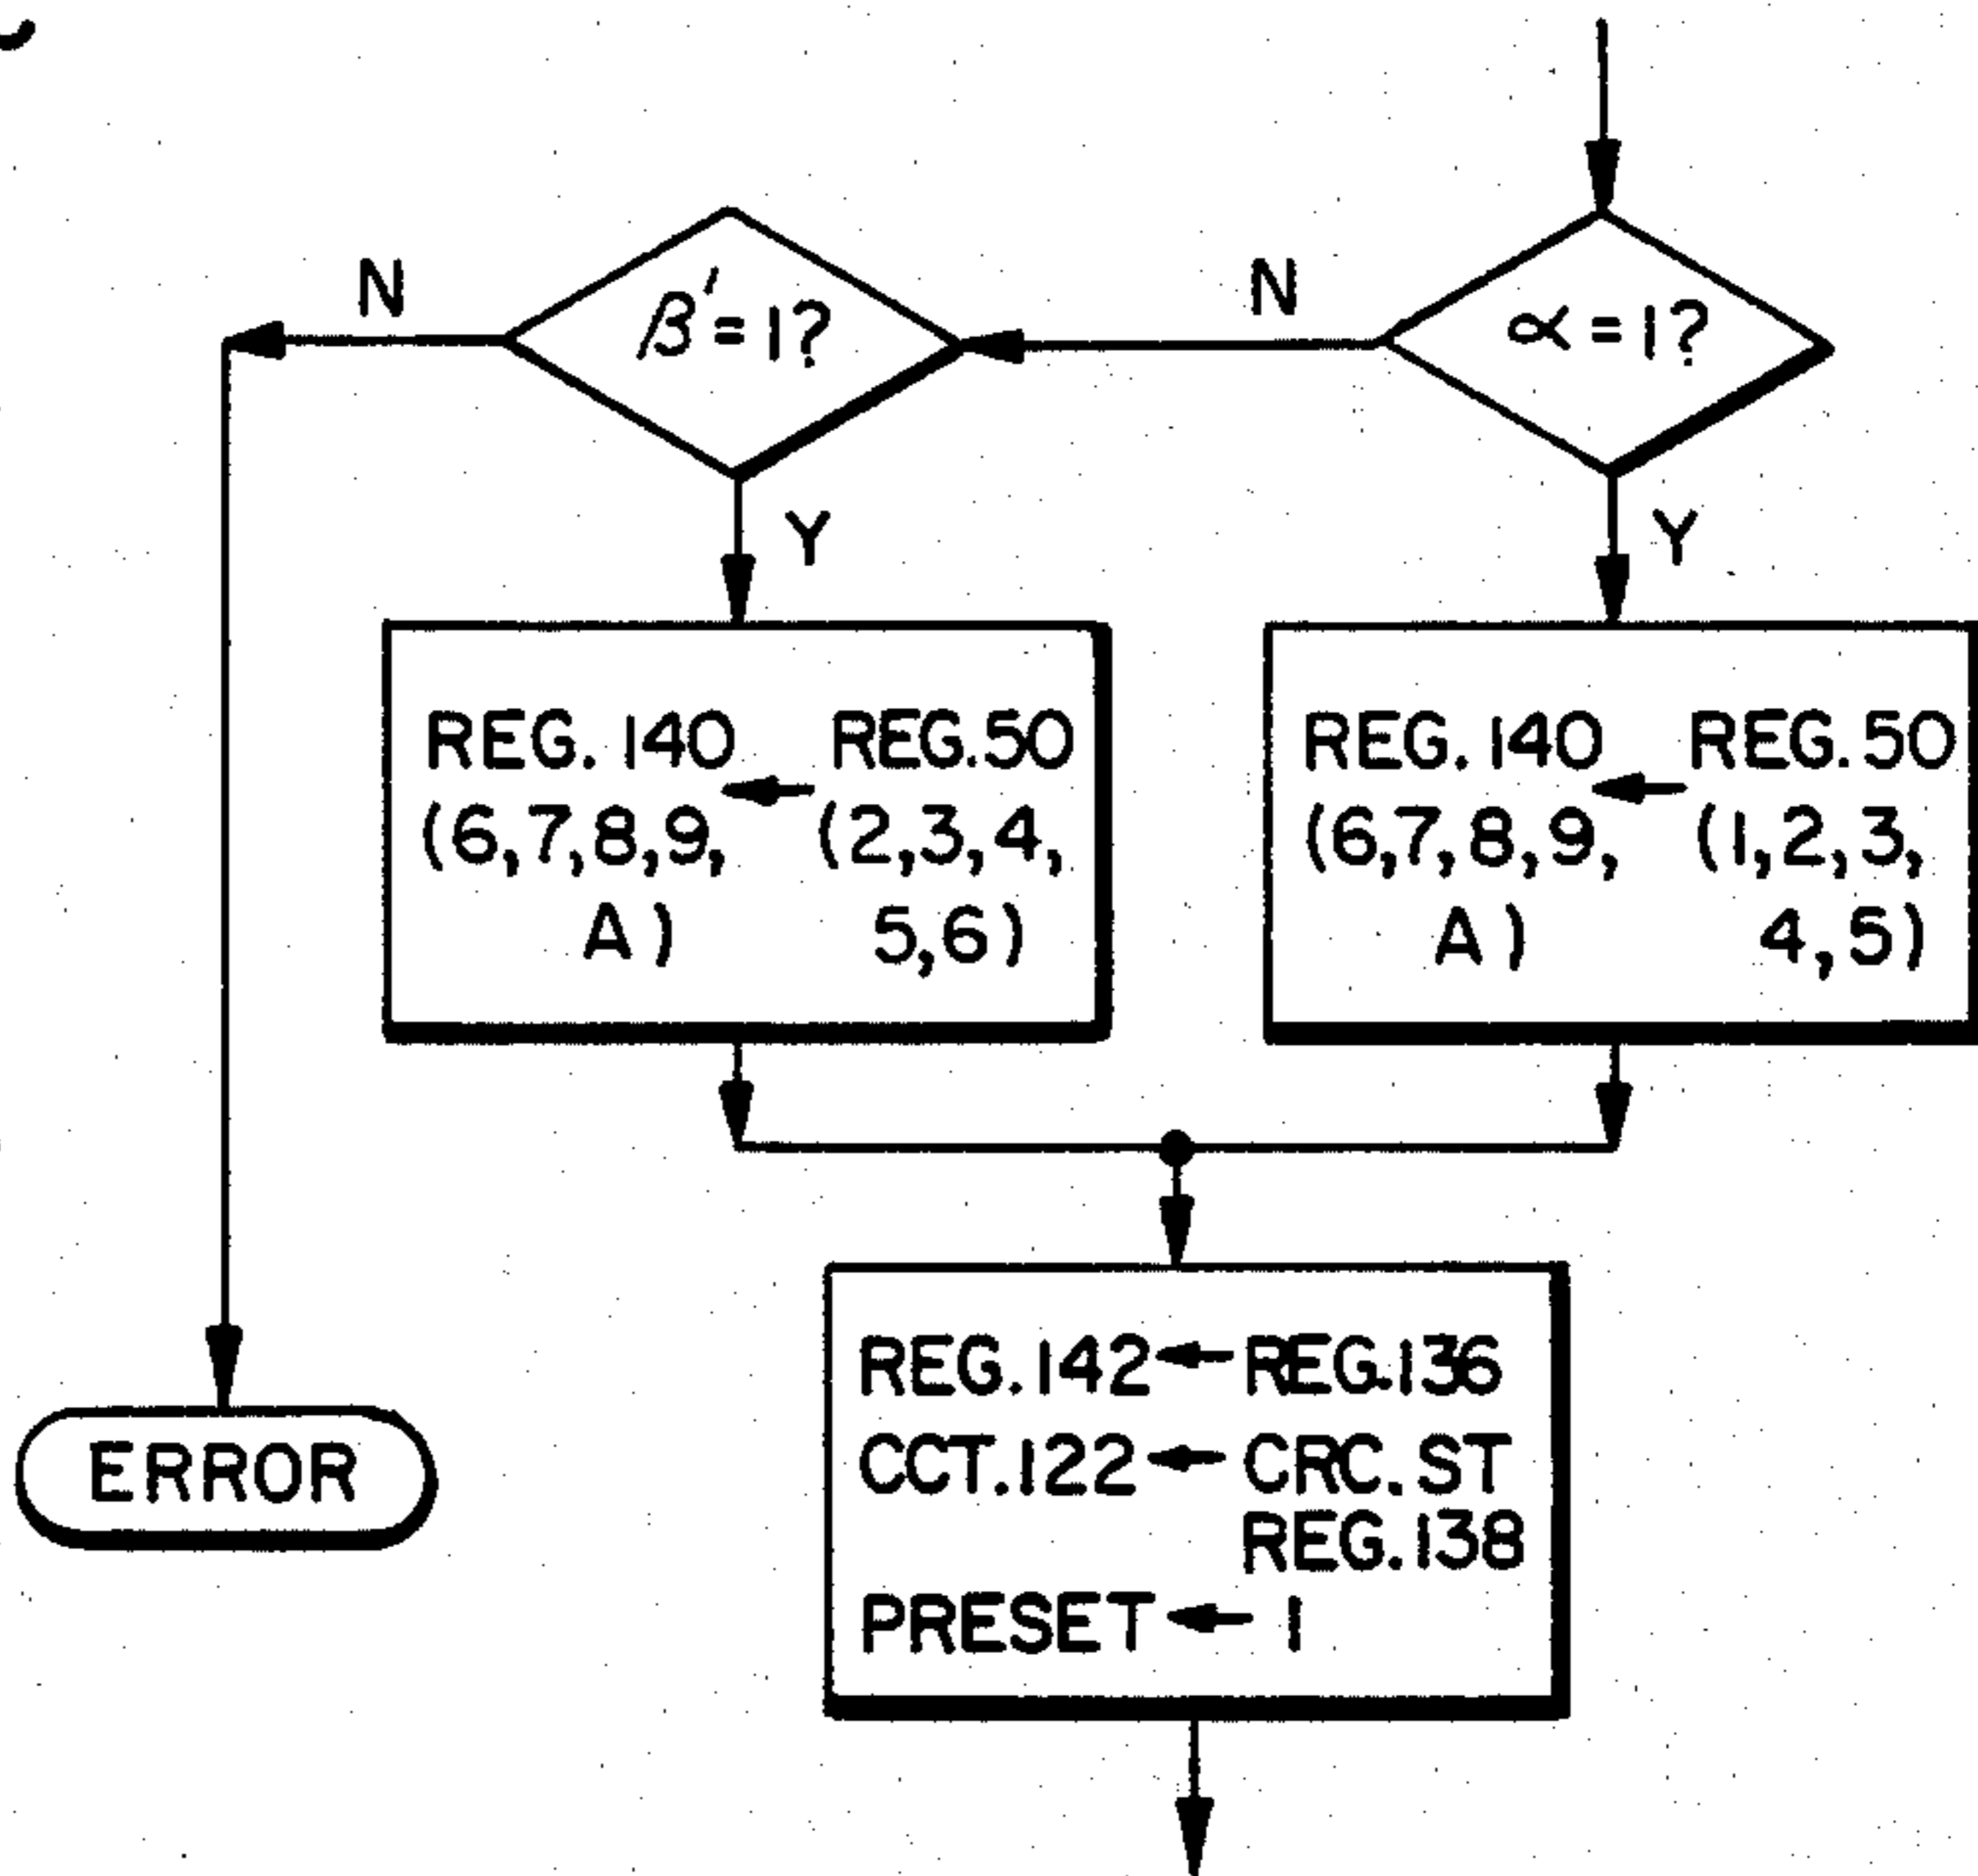 α=1?
N
Y
β'=1?
N
Y
REG. 140 ← REG.50
(6,7,8,9, (2,3,4,
A) 5,6)
REG. 140 ← REG.50
(6,7,8,9, (1,2,3,
A) 4,5)
REG.142←REG.136
CCT.122←CRC.ST
REG.138
PRESET←1
ERROR